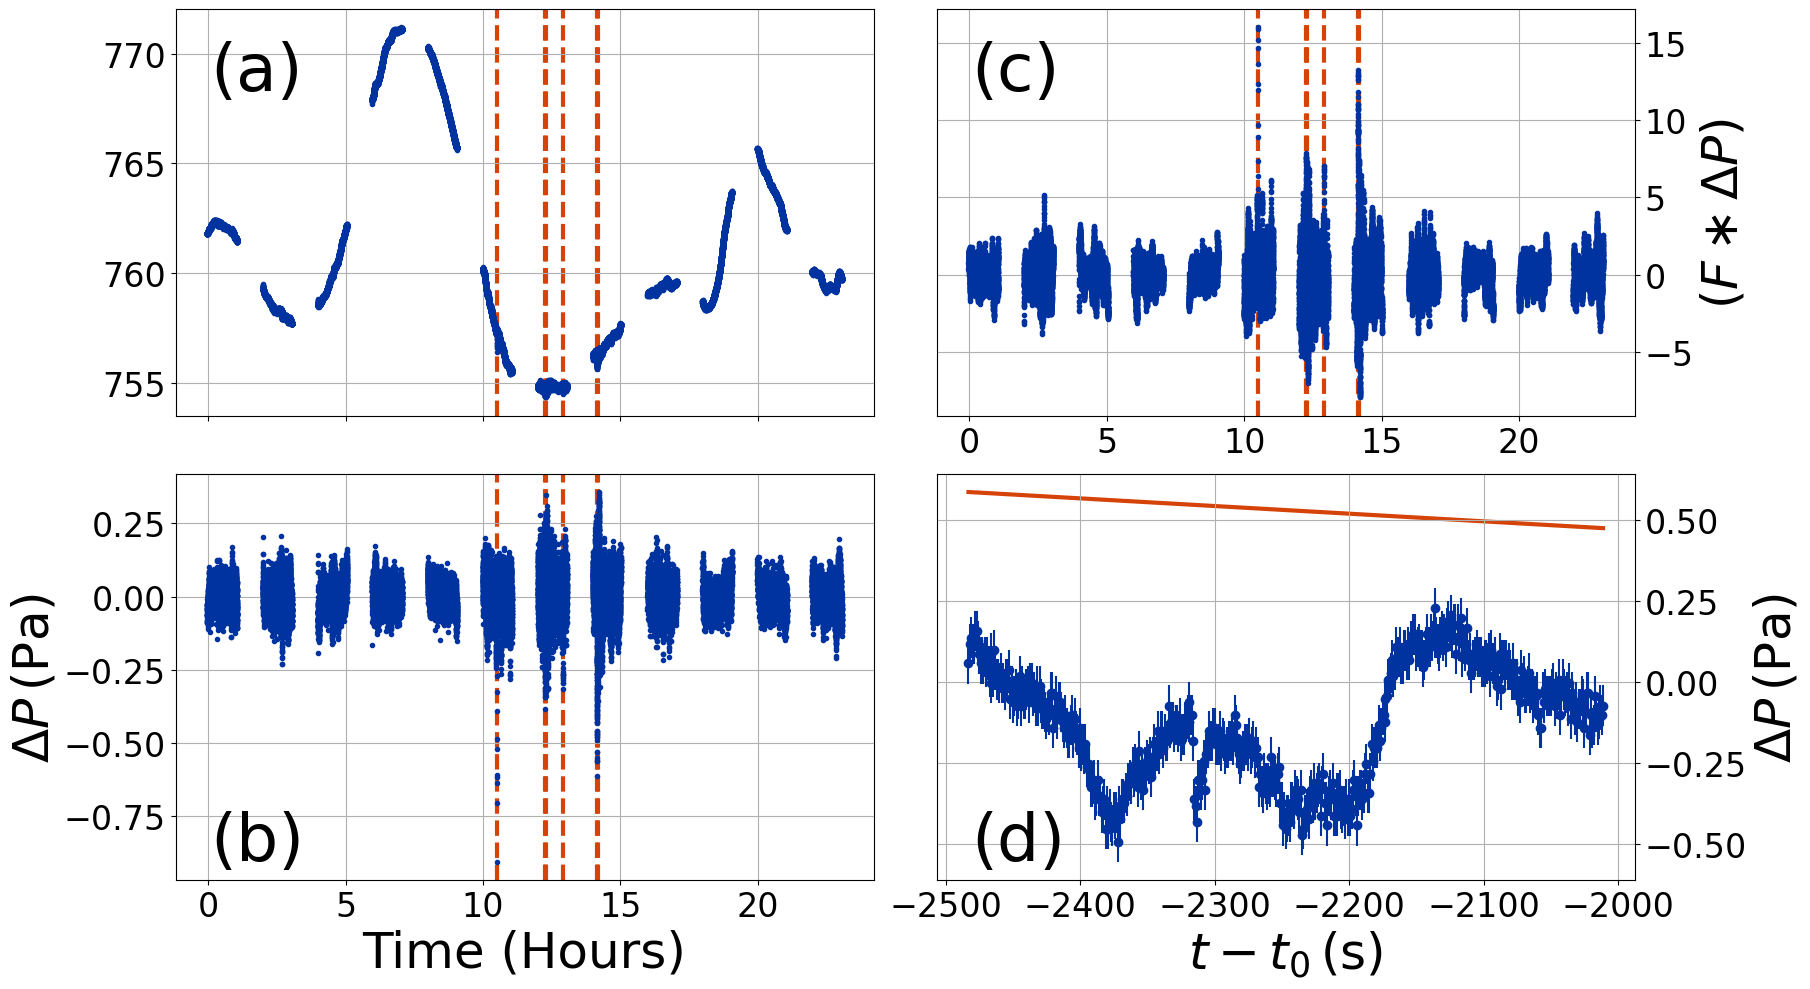 (a)
770
765
760
755
(c)
15
10
5
0
−5
(F ∗ ΔP)
0 5 10 15 20
(b)
0.25
0.00
−0.25
−0.50
−0.75
ΔP (Pa)
0 5 10 15 20
Time (Hours)
(d)
0.50
0.25
0.00
−0.25
−0.50
ΔP (Pa)
−2500 −2400 −2300 −2200 −2100 −2000
t − t₀ (s)